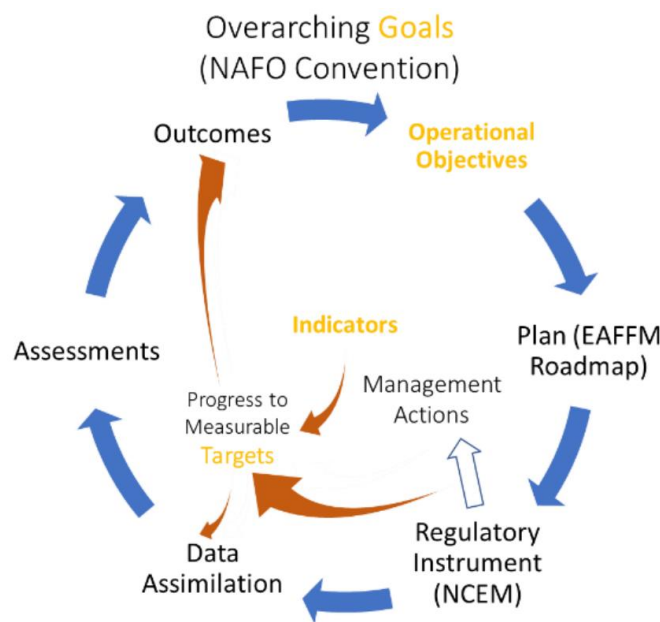 Overarching Goals
(NAFO Convention)
Outcomes
Operational
Objectives
Indicators
Plan (EAFFM
Roadmap)
Assessments
Management
Actions
Progress to
Measurable
Targets
Regulatory
Instrument
(NCEM)
Data
Assimilation